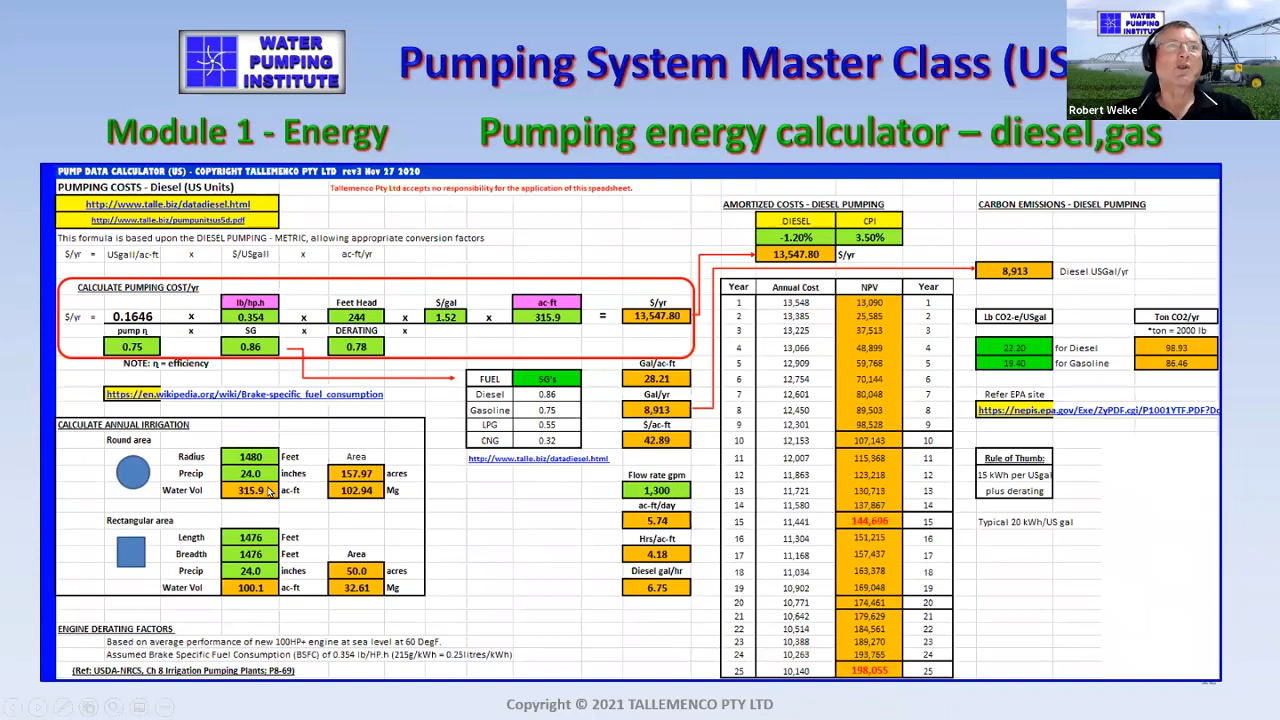 WATER
PUMPING
INSTITUTE
Pumping System Master Class (US
WATER
PUMPING
INSTITUTE
Robert Welke
Module 1 - Energy
Pumping energy calculator – diesel,gas
PUMP DATA CALCULATOR (US) - COPYRIGHT TALLEMENCO PTY LTD rev3 Nov 27 2020
PUMPING COSTS - Diesel (US Units)
Tallemenco Pty Ltd accepts no responsibility for the application of this speadsheet.
http://www.talle.biz/datadiesel.html
http://www.talle.biz/pumpunitsus5d.pdf
This formula is based upon the DIESEL PUMPING - METRIC, allowing appropriate conversion factors
$/yr = USgall/ac-ft x $/USgall x ac-ft/yr
CALCULATE PUMPING COST/yr
lb/hp.h Feet Head $/gal ac-ft $/yr
$/yr = 0.1646 x 0.354 x 244 x 1.52 x 315.9 = 13,547.80
pump η x SG x DERATING x
0.75 0.86 0.78
NOTE: η = efficiency
https://en.wikipedia.org/wiki/Brake-specific_fuel_consumption
FUEL SG's
Diesel 0.86
Gasoline 0.75
LPG 0.55
CNG 0.32
http://www.talle.biz/datadiesel.html
Gal/ac-ft
28.21
Gal/yr
8,913
$/ac-ft
42.89
Flow rate gpm
1,300
ac-ft/day
5.74
Hrs/ac-ft
4.18
Diesel gal/hr
6.75
CALCULATE ANNUAL IRRIGATION
Round area
Radius 1480 Feet Area
Precip 24.0 inches 157.97 acres
Water Vol 315.9 ac-ft 102.94 Mg
Rectangular area
Length 1476 Feet
Breadth 1476 Feet Area
Precip 24.0 inches 50.0 acres
Water Vol 100.1 ac-ft 32.61 Mg
ENGINE DERATING FACTORS
Based on average performance of new 100HP+ engine at sea level at 60 DegF.
Assumed Brake Specific Fuel Consumption (BSFC) of 0.354 lb/HP.h (215g/kWh = 0.25litres/kWh)
(Ref: USDA-NRCS, Ch 8 Irrigation Pumping Plants; P8-69)
AMORTIZED COSTS - DIESEL PUMPING
DIESEL CPI
-1.20% 3.50%
13,547.80 $/yr
Year Annual Cost NPV Year
1 13,548 13,090 1
2 13,385 25,585 2
3 13,225 37,513 3
4 13,066 48,899 4
5 12,909 59,768 5
6 12,754 70,144 6
7 12,601 80,048 7
8 12,450 89,503 8
9 12,301 98,528 9
10 12,153 107,143 10
11 12,007 115,368 11
12 11,863 123,218 12
13 11,721 130,713 13
14 11,580 137,867 14
15 11,441 144,696 15
16 11,304 151,215 16
17 11,168 157,437 17
18 11,034 163,378 18
19 10,902 169,048 19
20 10,771 174,461 20
21 10,642 179,629 21
22 10,514 184,561 22
23 10,388 189,270 23
24 10,263 193,765 24
25 10,140 198,055 25
CARBON EMISSIONS - DIESEL PUMPING
8,913 Diesel USGal/yr
Lb CO2-e/USgal Ton CO2/yr
*ton = 2000 lb
22.20 for Diesel 98.93
19.40 for Gasoline 86.46
Refer EPA site
https://nepis.epa.gov/Exe/ZyPDF.cgi/P1001YTF.PDF?Dc
Rule of Thumb:
15 kWh per USgal
plus derating
Typical 20 kWh/US gal
Copyright © 2021 TALLEMENCO PTY LTD